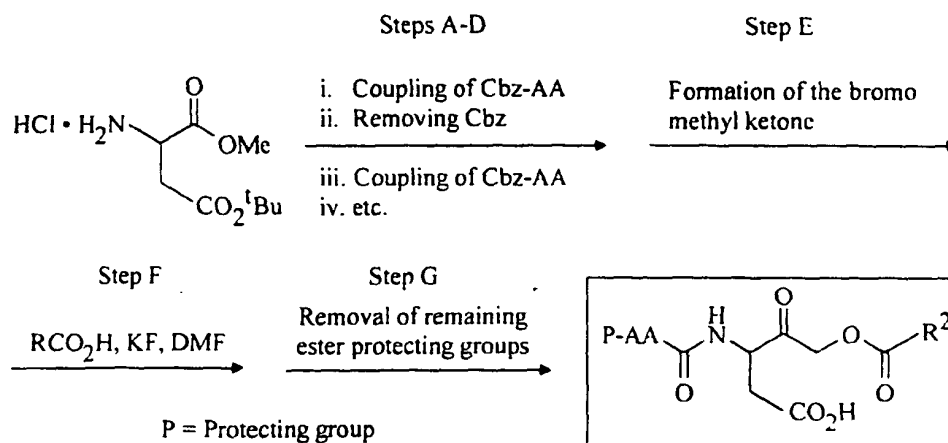 Steps A-D
Step E
HCl • H₂N
O
OMe
CO₂ᵗBu
i. Coupling of Cbz-AA
ii. Removing Cbz
iii. Coupling of Cbz-AA
iv. etc.
Formation of the bromo
methyl ketone
Step F
RCO₂H, KF, DMF
Step G
Removal of remaining
ester protecting groups
P-AA
O
H
N
O
CO₂H
O
O
R²
P = Protecting group